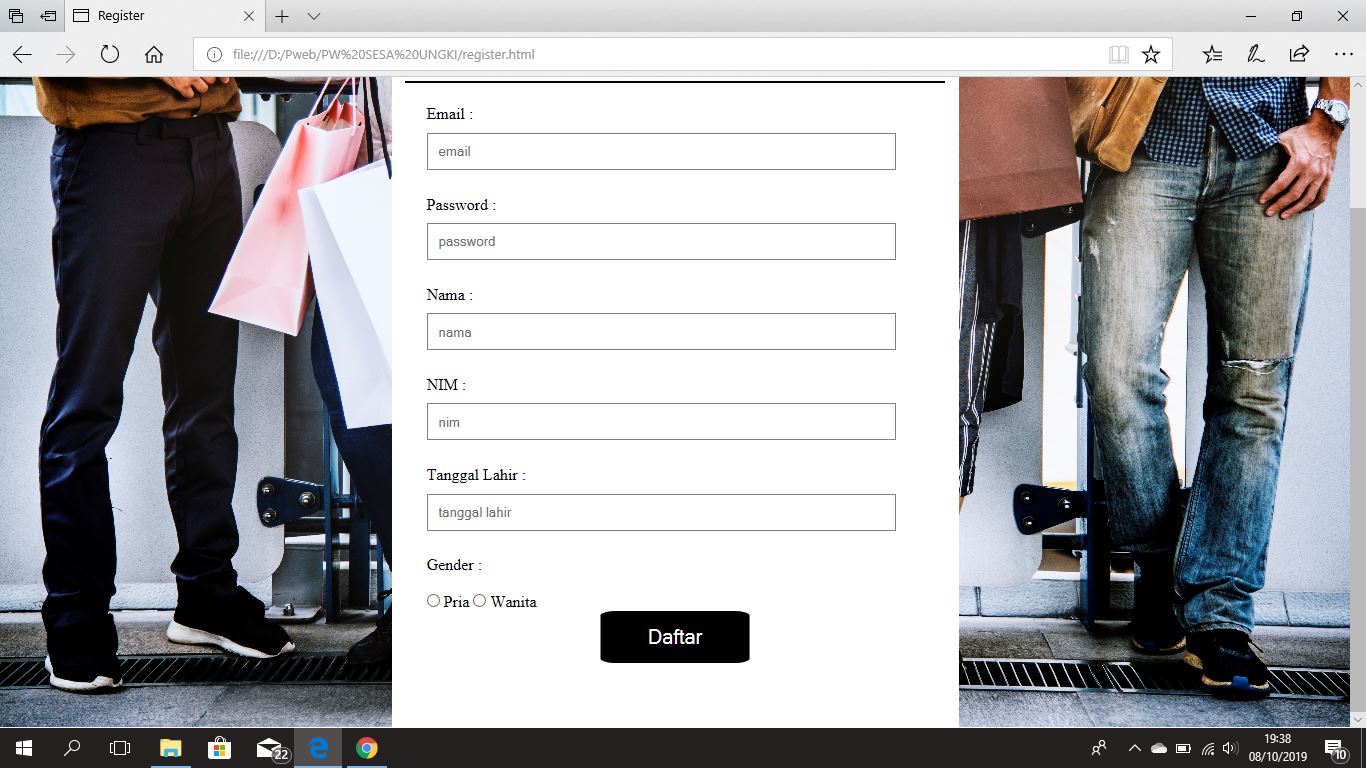 Register
file:///D:/Pweb/PW%20SESA%20UNGKI/register.html
Email :
email
Password :
password
Nama :
nama
NIM :
nim
Tanggal Lahir :
tanggal lahir
Gender :
Pria Wanita
Daftar
22
19:38
08/10/2019
10